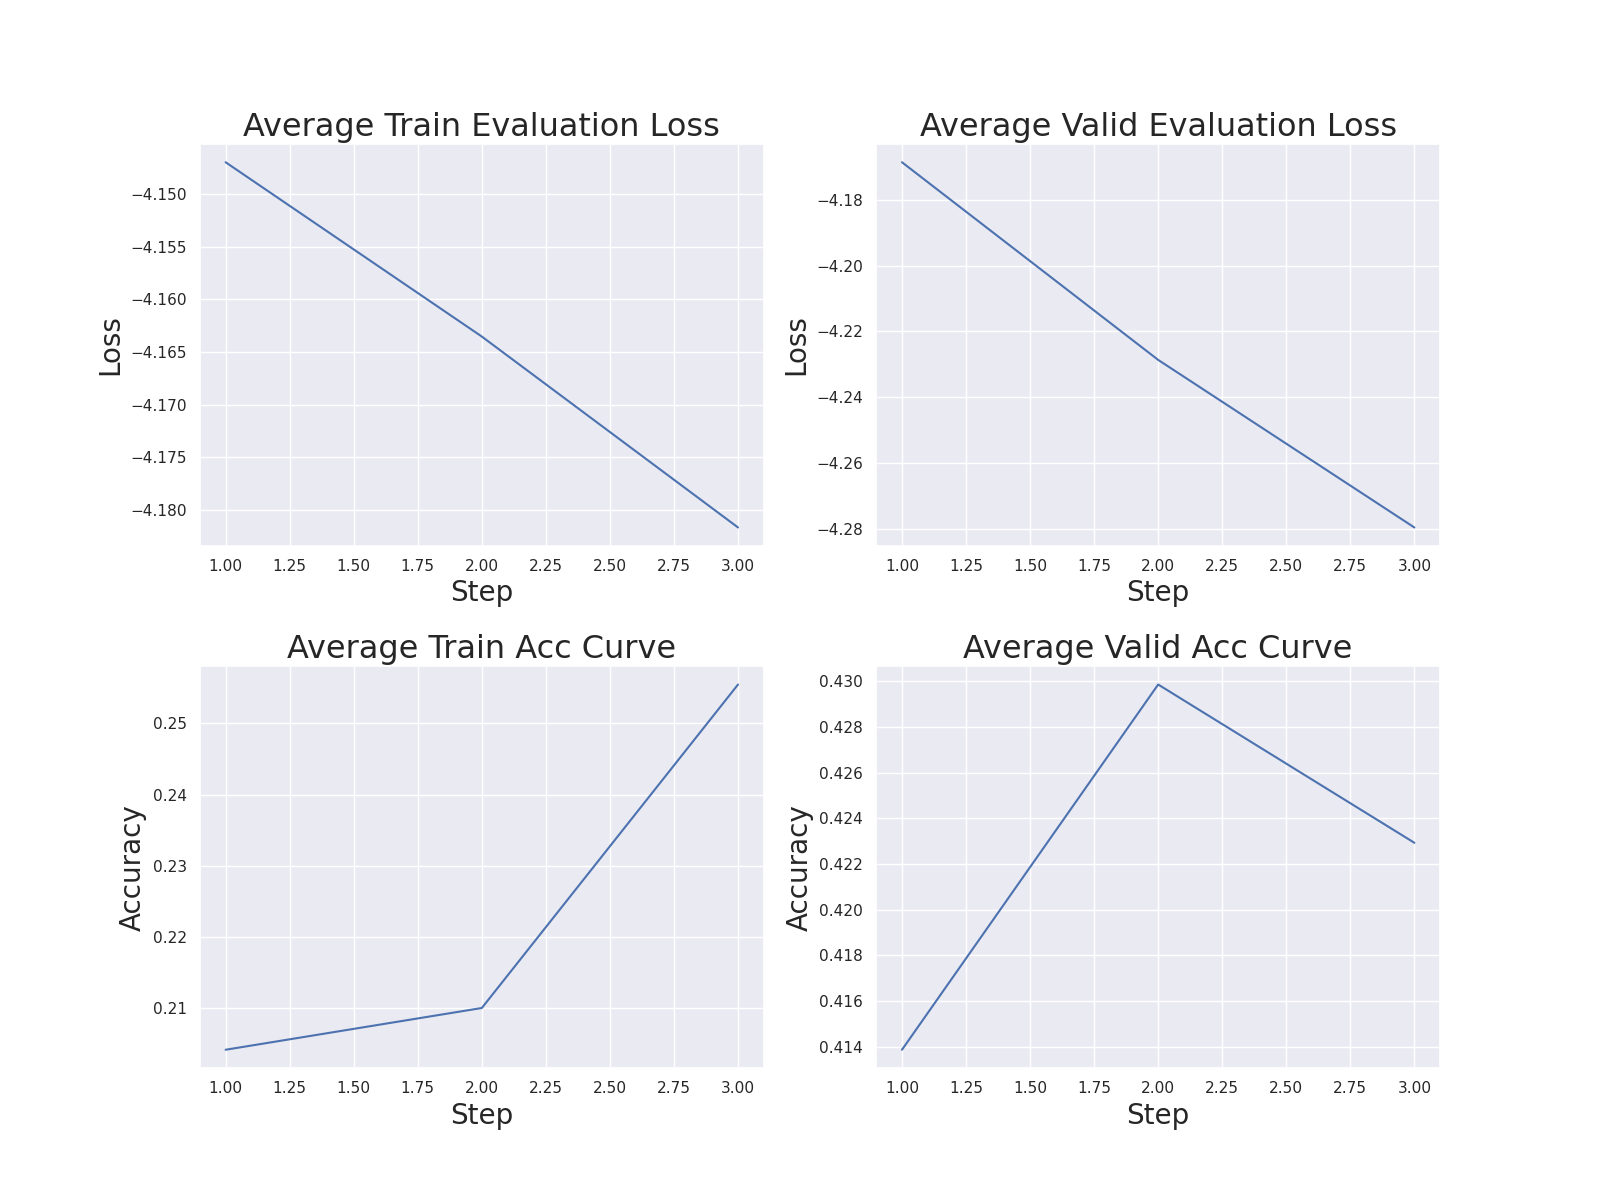 Average Train Evaluation Loss
−4.150
−4.155
−4.160
−4.165
−4.170
−4.175
−4.180
Loss
1.00 1.25 1.50 1.75 2.00 2.25 2.50 2.75 3.00
Step
Average Valid Evaluation Loss
−4.18
−4.20
−4.22
−4.24
−4.26
−4.28
Loss
1.00 1.25 1.50 1.75 2.00 2.25 2.50 2.75 3.00
Step
Average Train Acc Curve
0.25
0.24
0.23
0.22
0.21
Accuracy
1.00 1.25 1.50 1.75 2.00 2.25 2.50 2.75 3.00
Step
Average Valid Acc Curve
0.430
0.428
0.426
0.424
0.422
0.420
0.418
0.416
0.414
Accuracy
1.00 1.25 1.50 1.75 2.00 2.25 2.50 2.75 3.00
Step